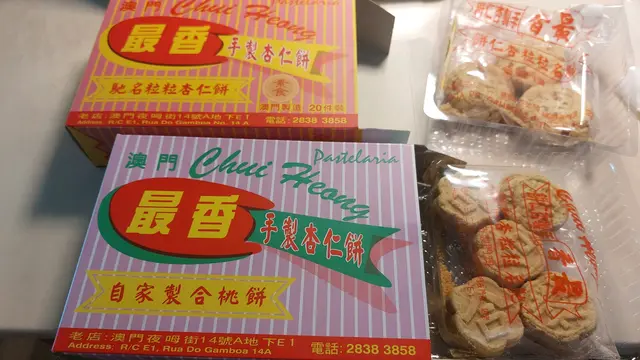 澳門 Chui Heong
Pastelaria
最香
手製杏仁餅
馳名粒粒杏仁餅
素食
澳門製造 20件裝
老店:澳門夜呣街14號A地下E1
Address. R/C E1, Rua Do Gamboa No. 14 A
電話: 2838 3858
澳門 Chui Heong
Pastelaria
最香
手製杏仁餅
自家製合桃餅
老店:澳門夜呣街14號A地下E1
Address, R/C E1, Rua Do Gamboa 14A
電話: 2838 3858